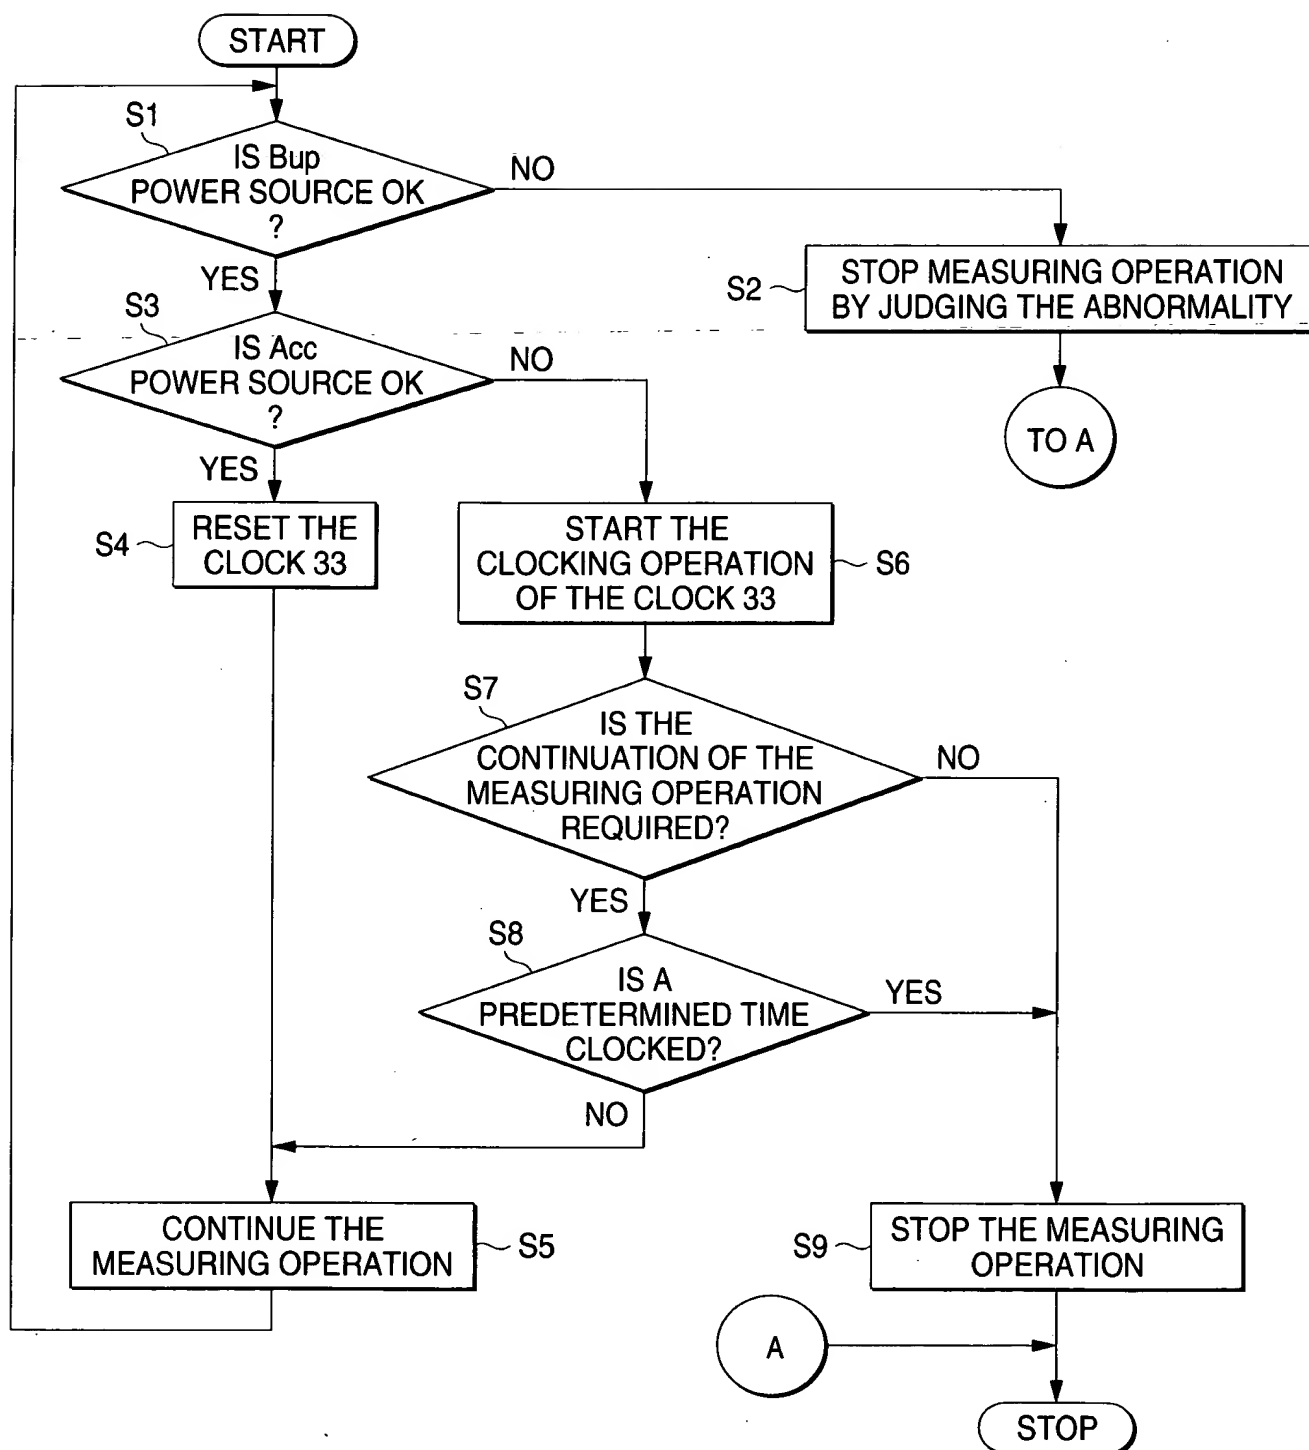 START
S1
IS Bup
POWER SOURCE OK
?
NO
YES
S2
STOP MEASURING OPERATION
BY JUDGING THE ABNORMALITY
TO A
S3
IS Acc
POWER SOURCE OK
?
NO
YES
S4
RESET THE
CLOCK 33
START THE
CLOCKING OPERATION
OF THE CLOCK 33
S6
S7
IS THE
CONTINUATION OF THE
MEASURING OPERATION
REQUIRED?
NO
YES
S8
IS A
PREDETERMINED TIME
CLOCKED?
YES
NO
CONTINUE THE
MEASURING OPERATION
S5
S9
STOP THE MEASURING
OPERATION
A
STOP